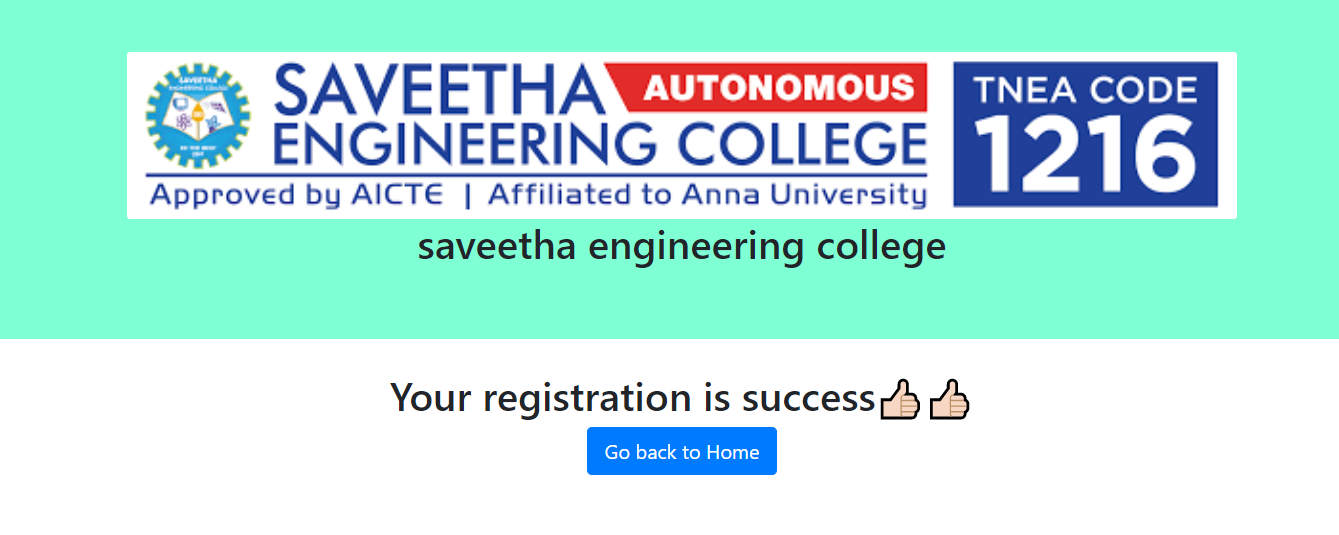 SAVEETHA AUTONOMOUS
ENGINEERING COLLEGE
Approved by AICTE | Affiliated to Anna University
TNEA CODE
1216
saveetha engineering college
Your registration is success👍🏻👍🏻
Go back to Home